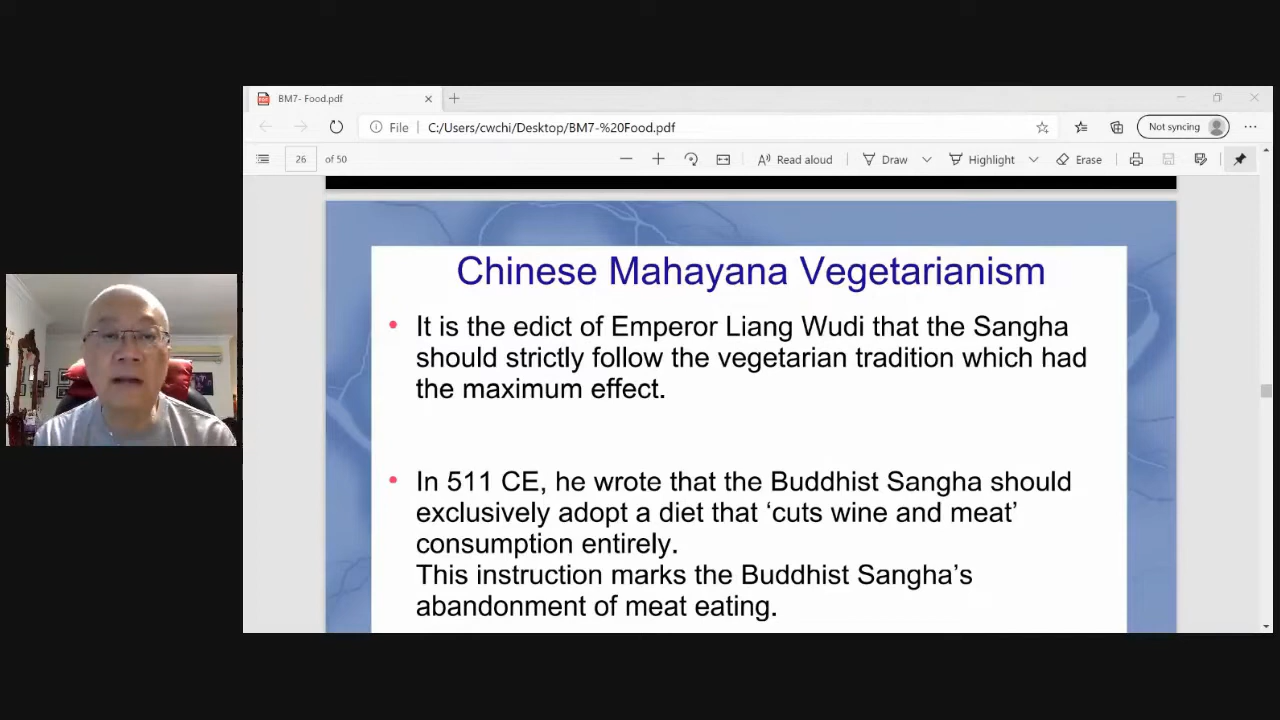 BM7- Food.pdf
File
C:/Users/cwchi/Desktop/BM7-%20Food.pdf
Not syncing
26 of 50
Read aloud
Draw
Highlight
Erase
Chinese Mahayana Vegetarianism
• It is the edict of Emperor Liang Wudi that the Sangha
should strictly follow the vegetarian tradition which had
the maximum effect.
• In 511 CE, he wrote that the Buddhist Sangha should
exclusively adopt a diet that ‘cuts wine and meat’
consumption entirely.
This instruction marks the Buddhist Sangha’s
abandonment of meat eating.